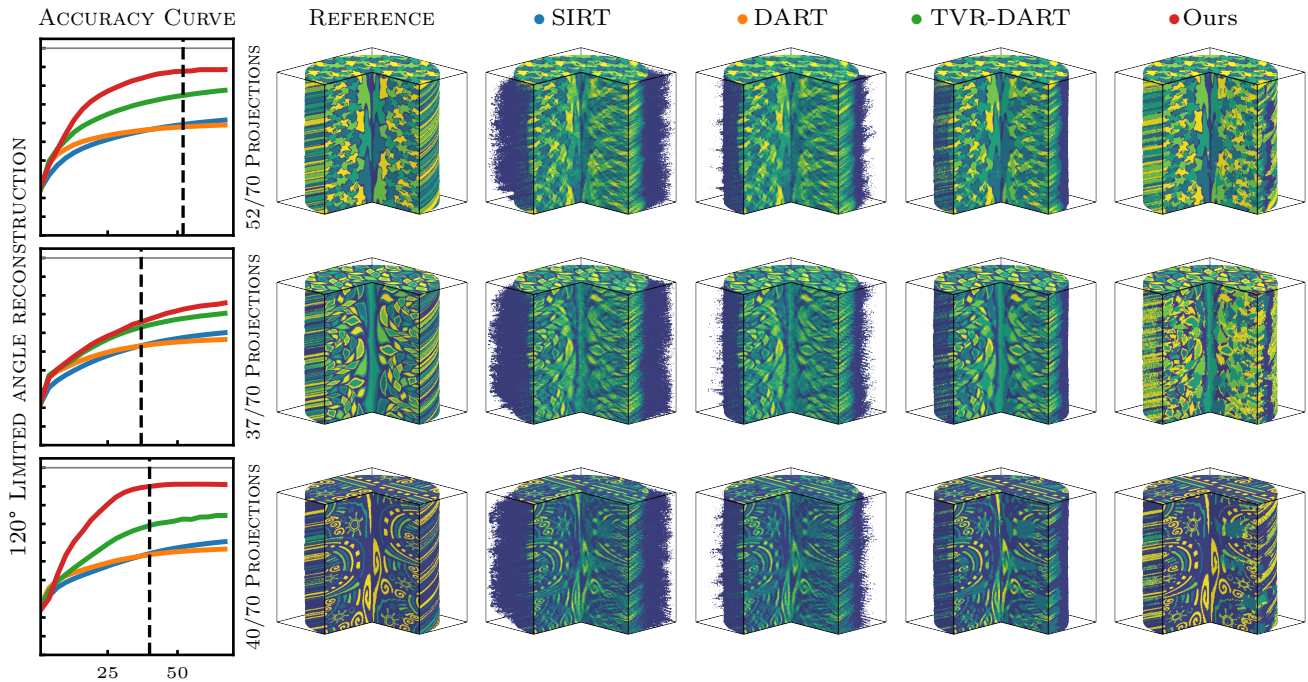 ACCURACY CURVE
REFERENCE
SIRT
DART
TVR-DART
Ours
120° LIMITED ANGLE RECONSTRUCTION
52/70 PROJECTIONS
37/70 PROJECTIONS
40/70 PROJECTIONS
25 50